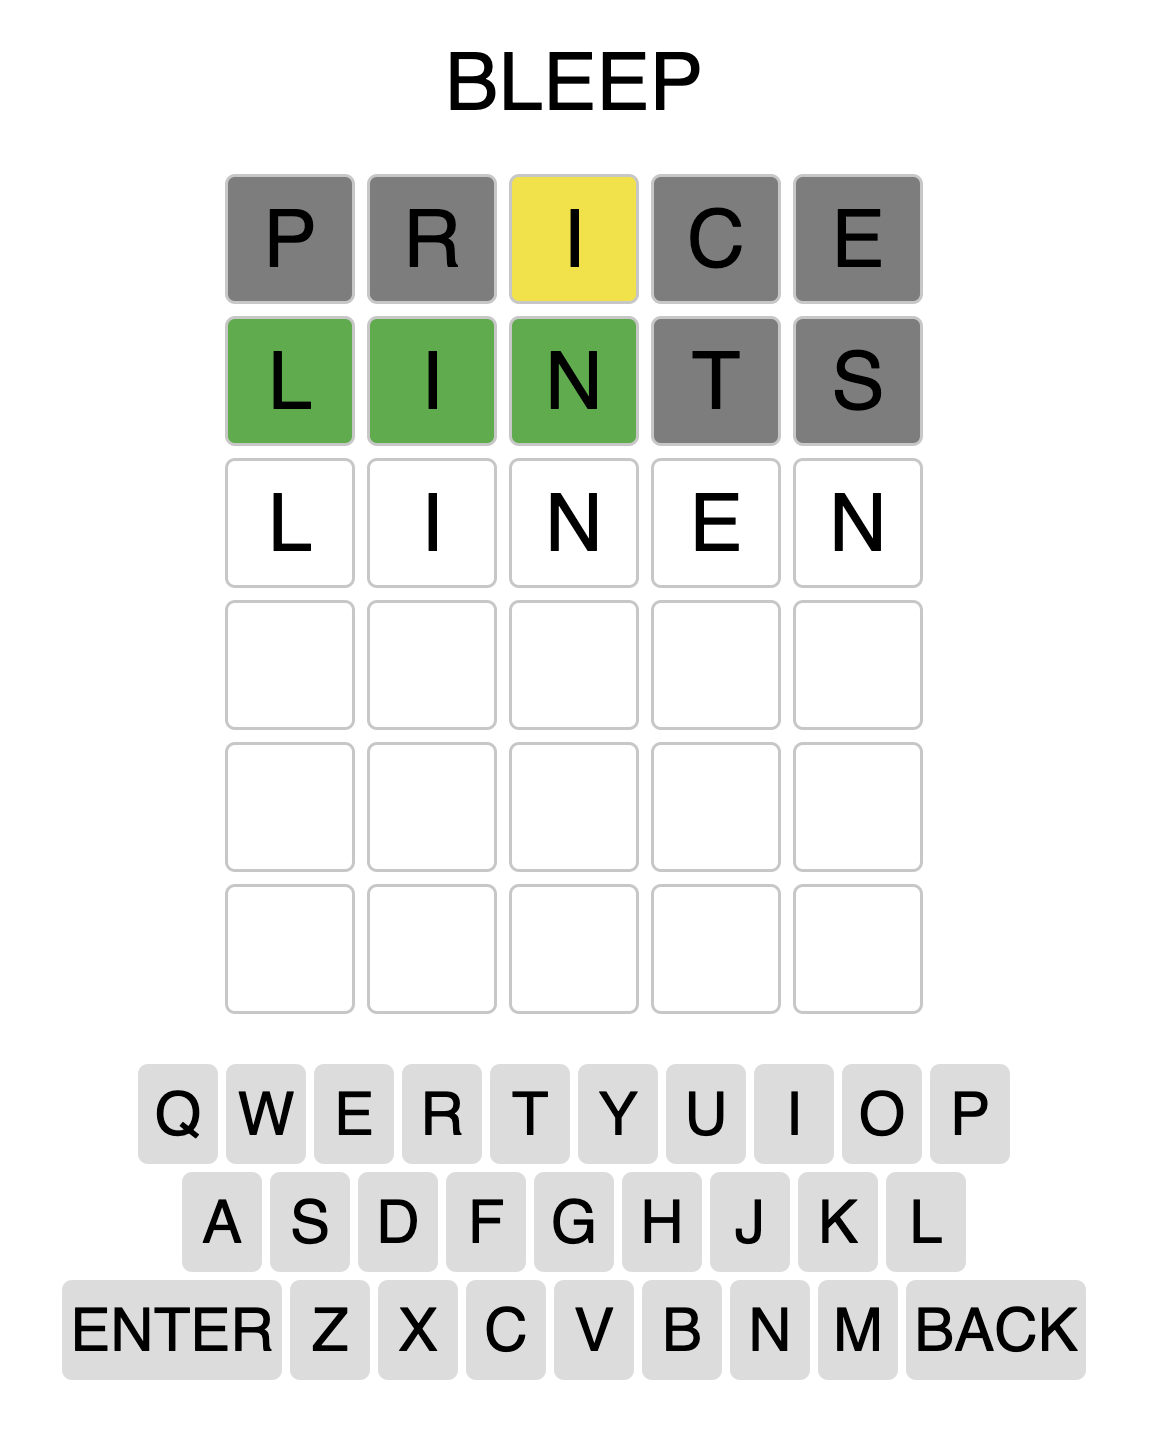 BLEEP
P R I C E
L I N T S
L I N E N
Q W E R T Y U I O P
A S D F G H J K L
ENTER Z X C V B N M BACK